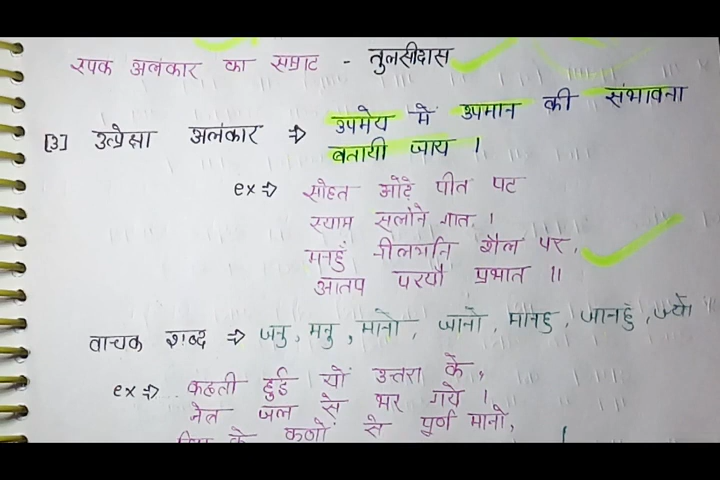 रूपक अलंकार का सम्राट - तुलसीदास
[3] उत्प्रेक्षा अलंकार ⇒ उपमेय में उपमान की संभावना
बतायी जाय ।
ex ⇒ सोहत ओढ़ै पीत पट
स्याम सलोने गात ।
मनहुँ नीलमनि शैल पर,
आतप परयौ प्रभात ॥
वाचक शब्द ⇒ जनु, मनु, मानो, जानो, मानहु, जानहुँ, ज्यों
ex ⇒ कहती हुई यों उत्तरा के,
नेत्र जल से भर गये ।
के कणों से पूर्ण मानो,